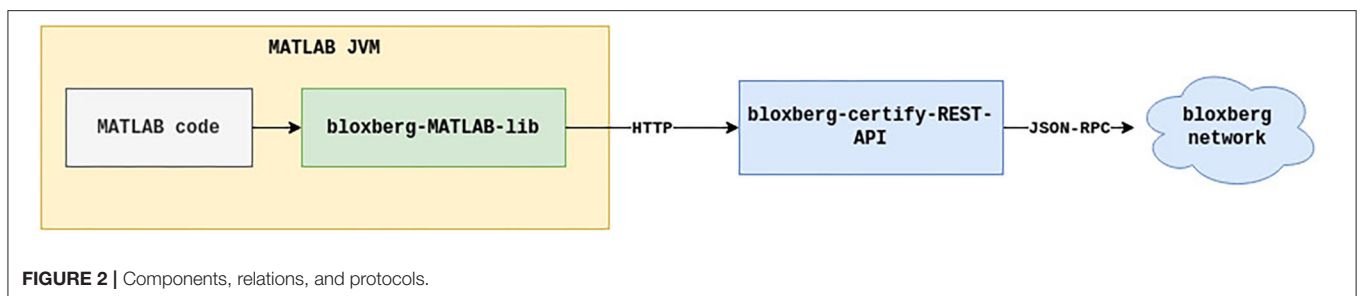 MATLAB JVM
MATLAB code
bloxberg-MATLAB-lib
HTTP
bloxberg-certify-REST-
API
JSON-RPC
bloxberg
network
FIGURE 2 | Components, relations, and protocols.